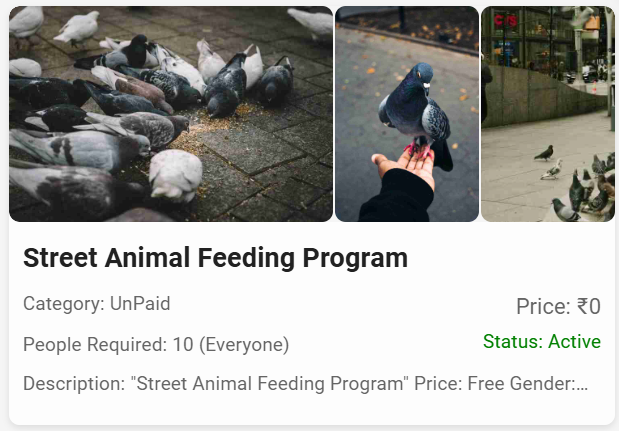 CVS
Street Animal Feeding Program
Category: UnPaid
Price: ₹0
People Required: 10 (Everyone)
Status: Active
Description: "Street Animal Feeding Program" Price: Free Gender:...